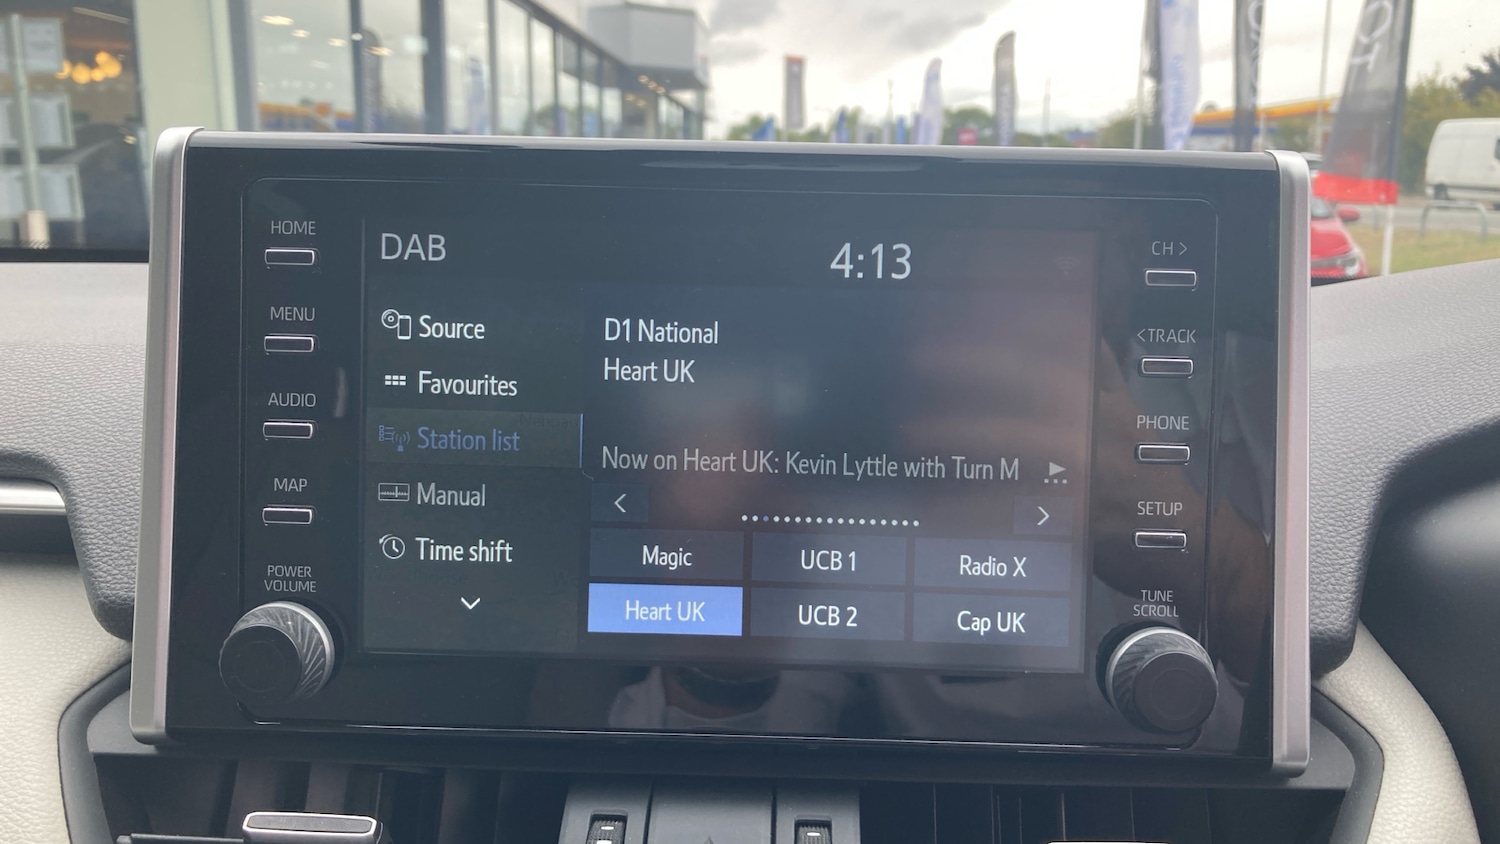 HOME
MENU
AUDIO
MAP
POWER
VOLUME
DAB
4:13
Source
Favourites
Station list
Manual
Time shift
D1 National
Heart UK
Now on Heart UK: Kevin Lyttle with Turn M
Magic
UCB 1
Radio X
Heart UK
UCB 2
Cap UK
CH >
<TRACK
PHONE
SETUP
TUNE
SCROLL